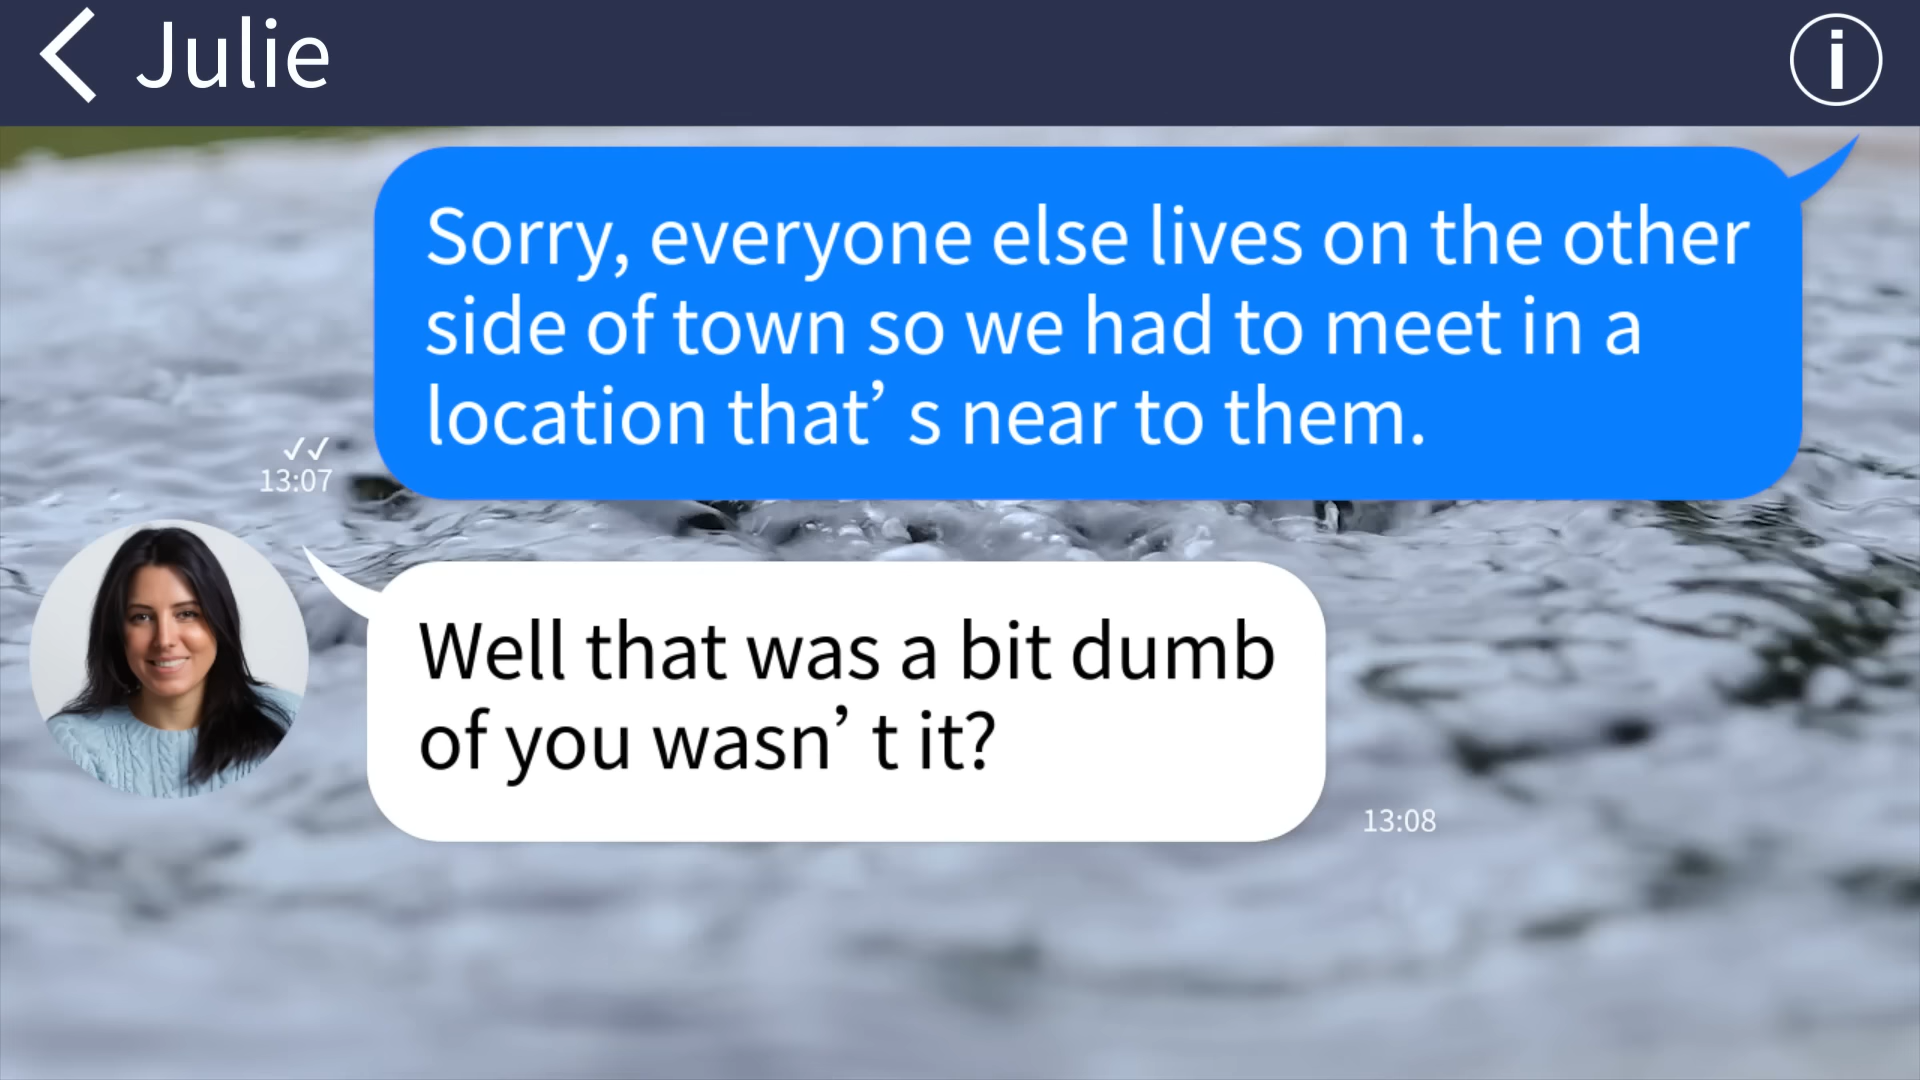 Julie
Sorry, everyone else lives on the other
side of town so we had to meet in a
location that’s near to them.
✓✓
13:07
Well that was a bit dumb
of you wasn’t it?
13:08